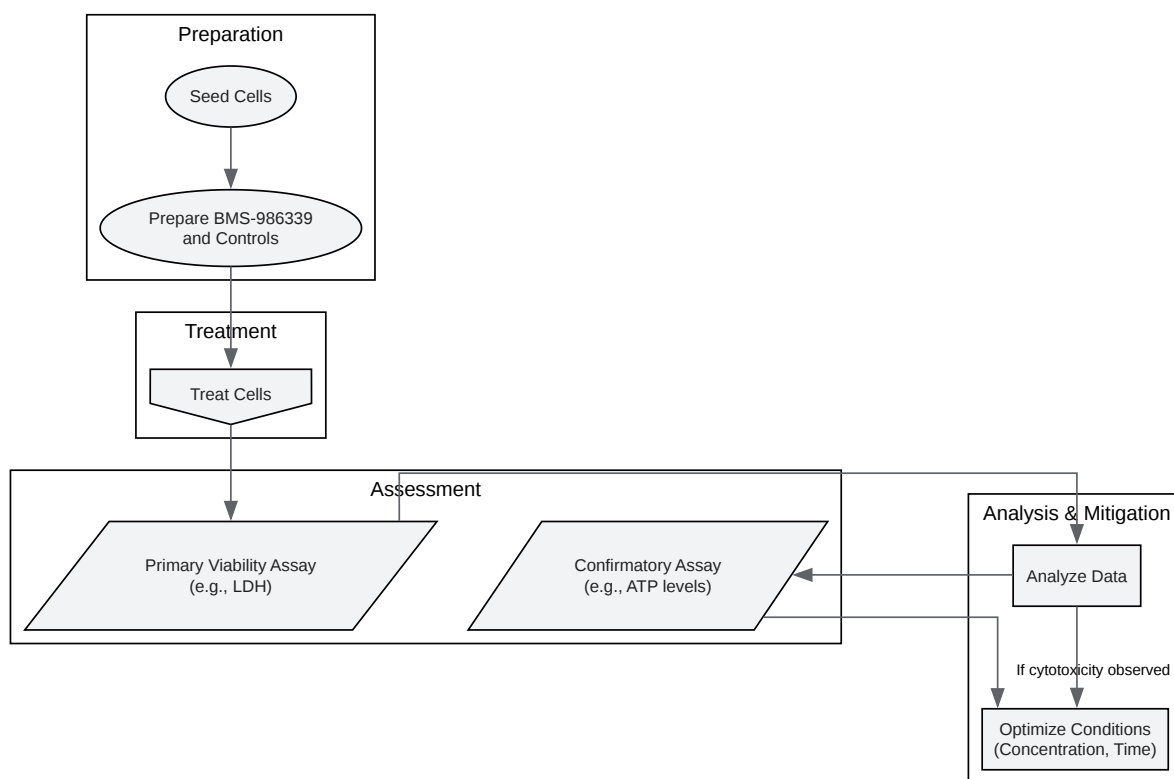 Preparation
Seed Cells
Prepare BMS-986339
and Controls
Treatment
Treat Cells
Assessment
Primary Viability Assay
(e.g., LDH)
Confirmatory Assay
(e.g., ATP levels)
Analysis & Mitigation
Analyze Data
If cytotoxicity observed
Optimize Conditions
(Concentration, Time)